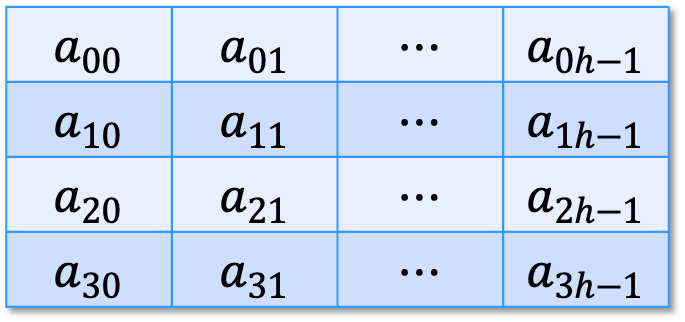 a₀₀ a₀₁ ⋯ a₀ₕ₋₁
a₁₀ a₁₁ ⋯ a₁ₕ₋₁
a₂₀ a₂₁ ⋯ a₂ₕ₋₁
a₃₀ a₃₁ ⋯ a₃ₕ₋₁